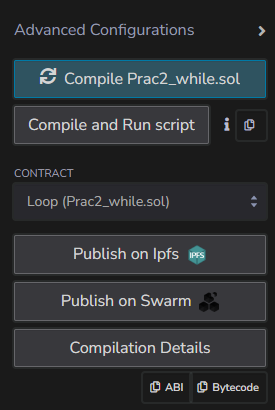 Advanced Configurations
Compile Prac2_while.sol
Compile and Run script
CONTRACT
Loop (Prac2_while.sol)
Publish on Ipfs IPFS
Publish on Swarm
Compilation Details
ABI Bytecode